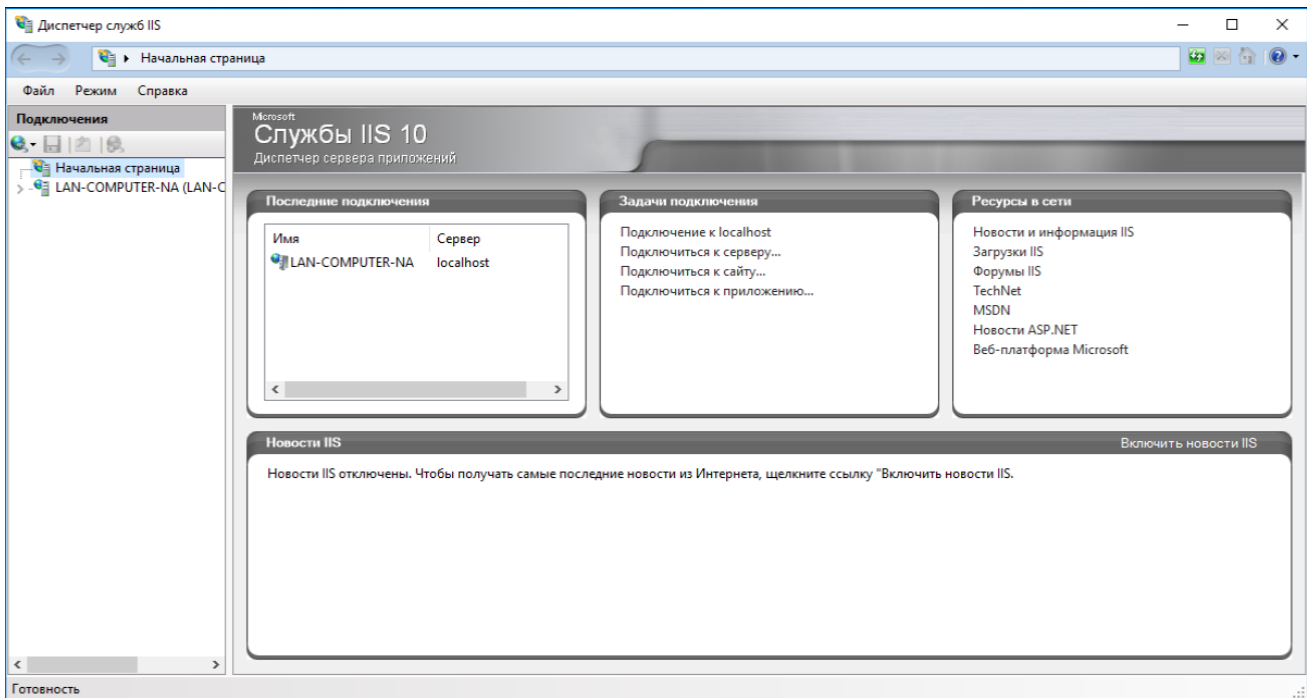 Диспетчер служб IIS
Начальная страница
Файл Режим Справка
Подключения
Начальная страница
LAN-COMPUTER-NA (LAN-C
Microsoft
Службы IIS 10
Диспетчер сервера приложений
Последние подключения
Имя Сервер
LAN-COMPUTER-NA localhost
Задачи подключения
Подключение к localhost
Подключиться к серверу...
Подключиться к сайту...
Подключиться к приложению...
Ресурсы в сети
Новости и информация IIS
Загрузки IIS
Форумы IIS
TechNet
MSDN
Новости ASP.NET
Веб-платформа Microsoft
Новости IIS Включить новости IIS
Новости IIS отключены. Чтобы получать самые последние новости из Интернета, щелкните ссылку "Включить новости IIS.
Готовность